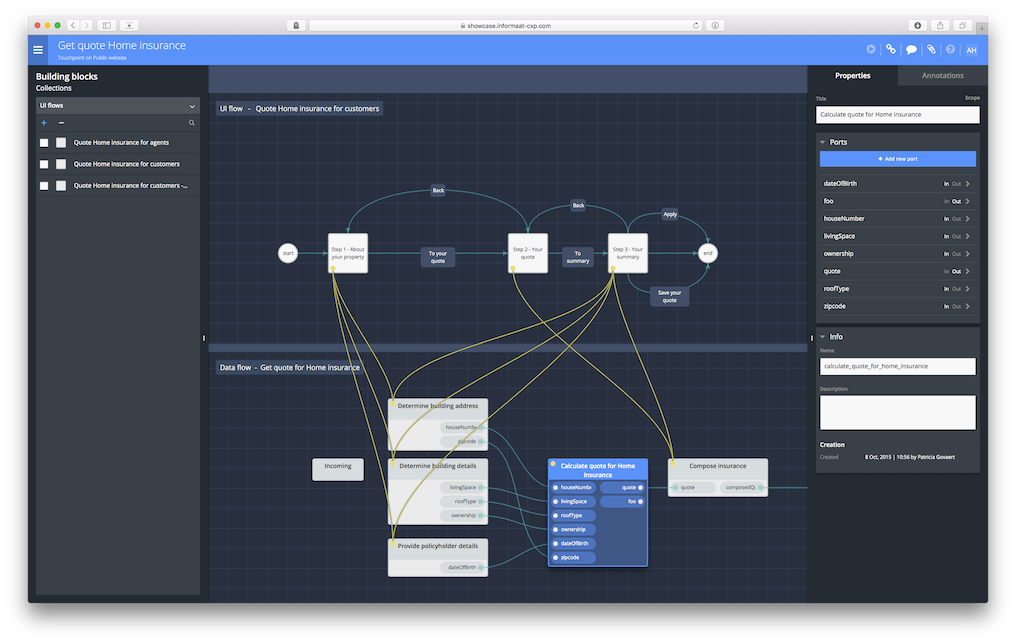 showcase.informaat-cxp.com
Get quote Home insurance
Touchpoint on Public website
AH
Building blocks
Collections
UI flows
Quote Home insurance for agents
Quote Home insurance for customers
Quote Home insurance for customers -...
UI flow - Quote Home insurance for customers
Back
Back
Apply
start
Step 1 - About
your property
To your
quote
Step 2 - Your
quote
To
summary
Step 3 - Your
summary
end
Save your
quote
Data flow - Get quote for Home insurance
Incoming
Determine building address
houseNumbe
zipcode
Determine building details
livingSpace
roofType
ownership
Provide policyholder details
dateOfBirth
Calculate quote for Home
insurance
houseNumbe
quote
livingSpace
foo
roofType
ownership
dateOfBirth
zipcode
Compose insurance
quote
composedQu
Properties
Annotations
Title
Scope
Calculate quote for Home insurance
Ports
+ Add new port
dateOfBirth In Out
foo In Out
houseNumber In Out
livingSpace In Out
ownership In Out
quote In Out
roofType In Out
zipcode In Out
Info
Name
calculate_quote_for_home_insurance
Description
Creation
Created 8 Oct, 2015 | 10:56 by Patricia Govaert